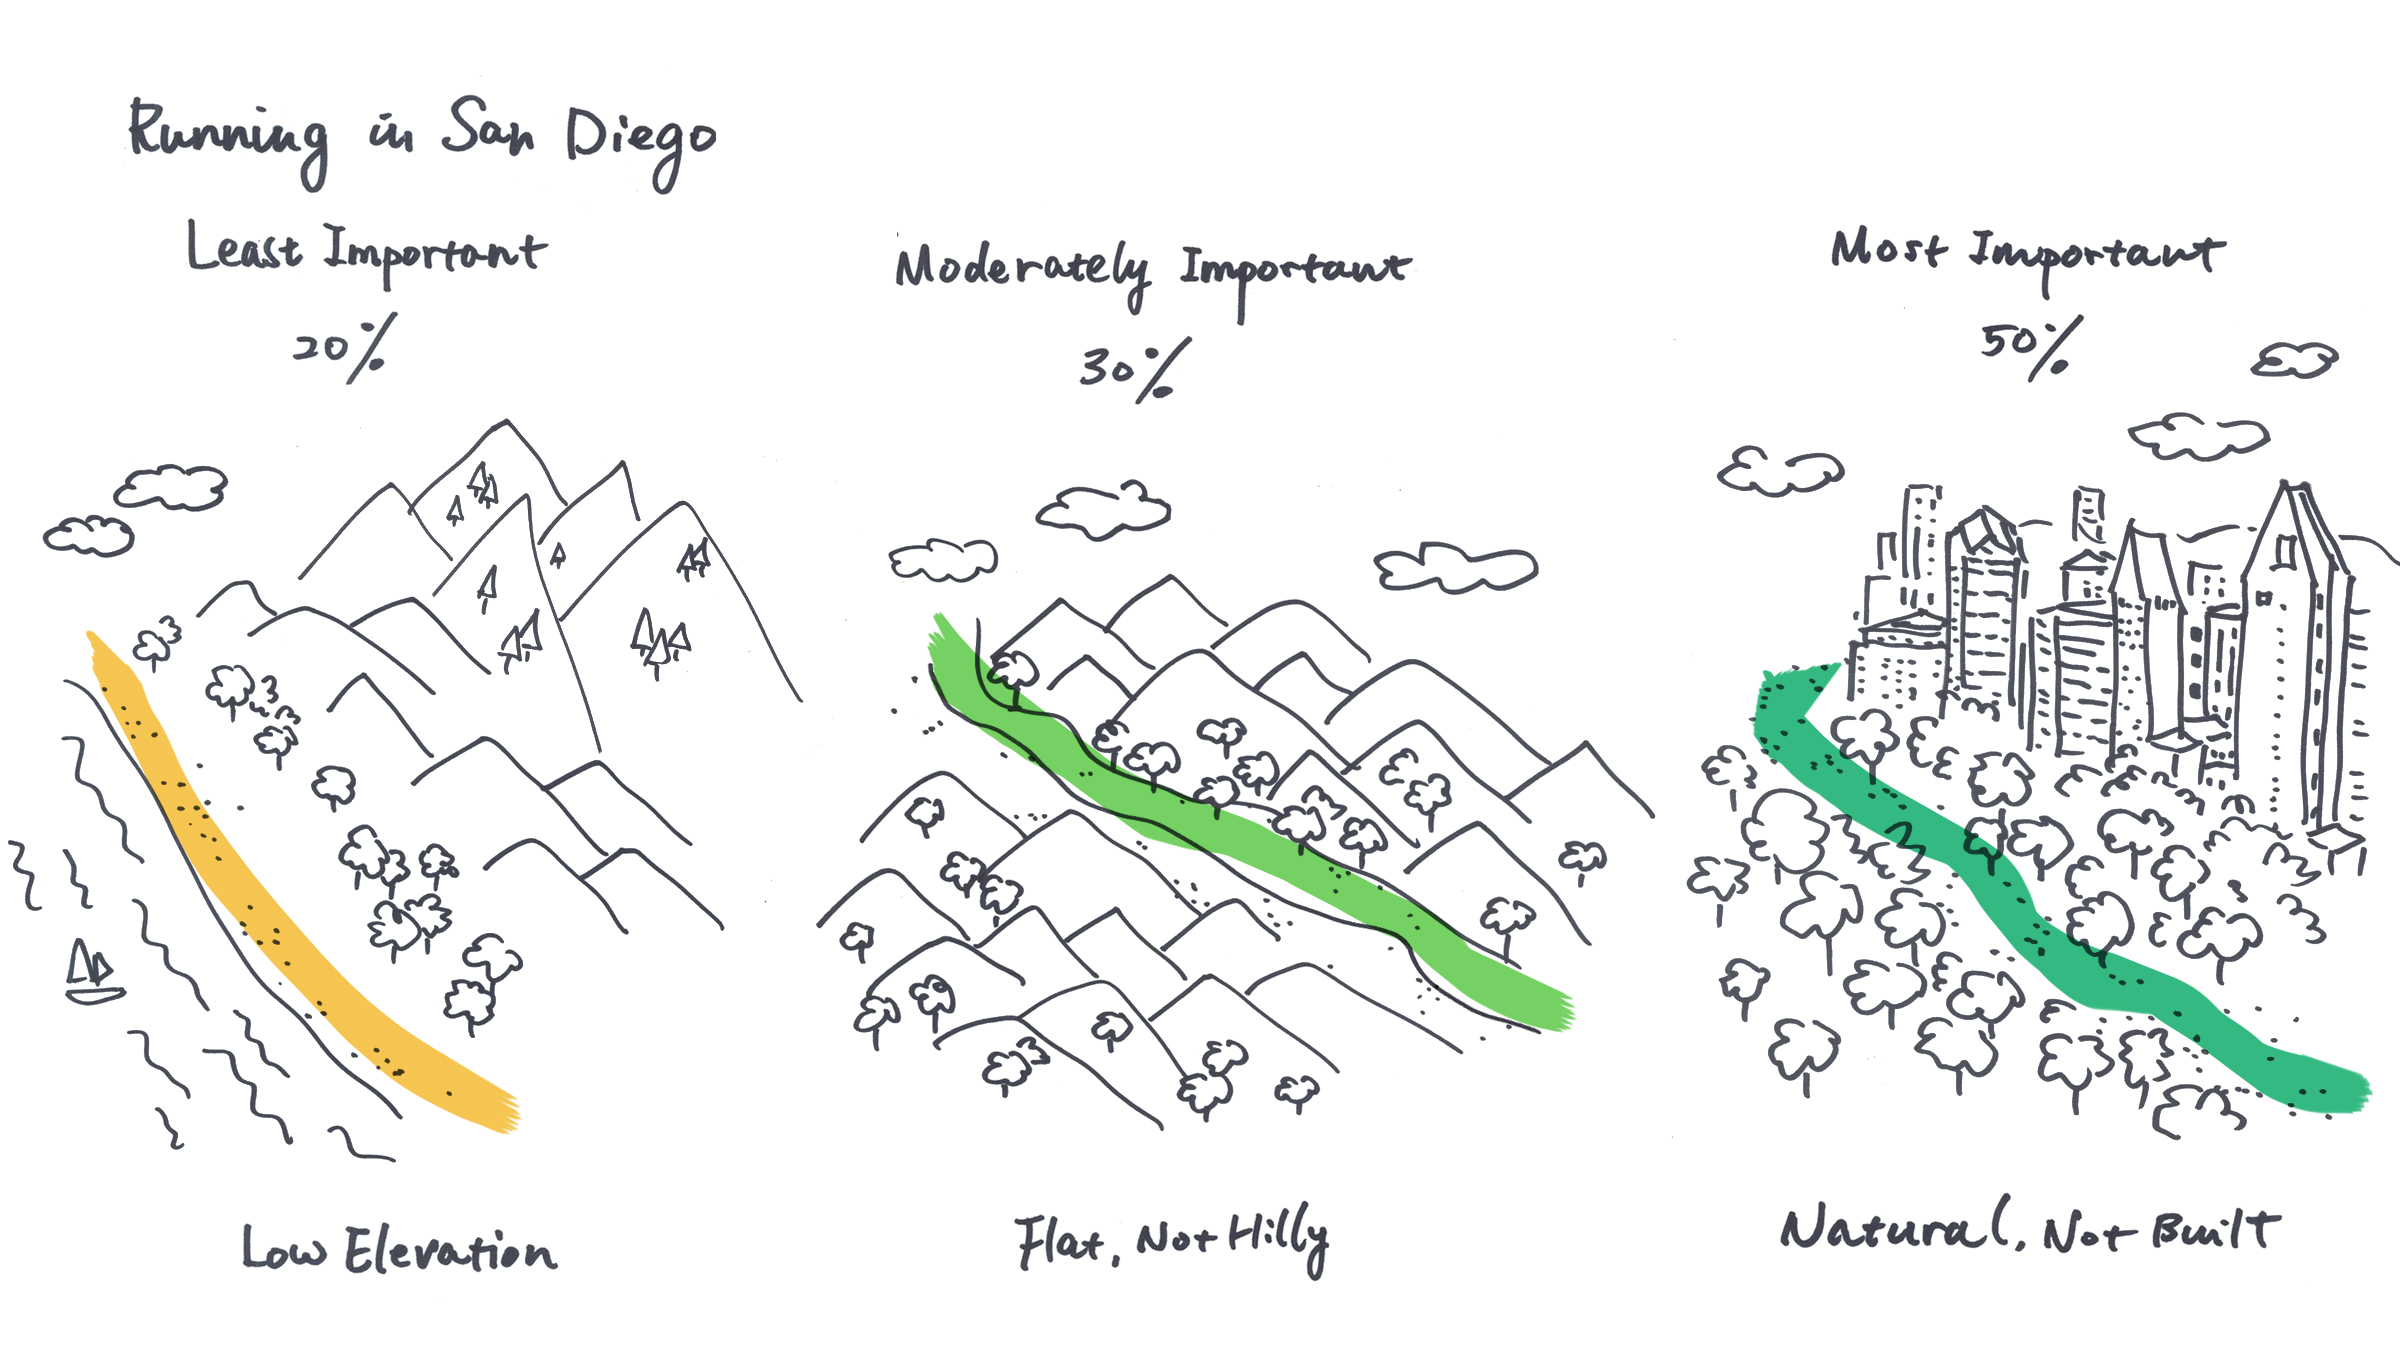 Running in San Diego
Least Important
20%
Moderately Important
30%
Most Important
50%
Low Elevation
Flat, Not Hilly
Natural, Not Built